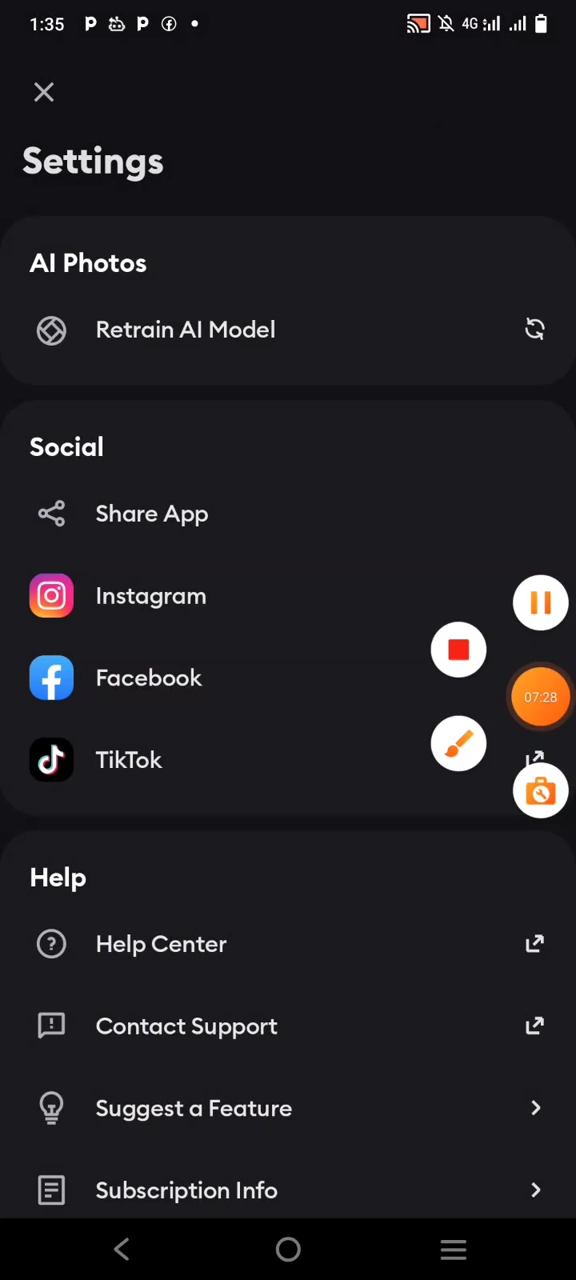 1:35
4G
Settings
AI Photos
Retrain AI Model
Social
Share App
Instagram
Facebook
07:28
TikTok
Help
Help Center
Contact Support
Suggest a Feature
Subscription Info